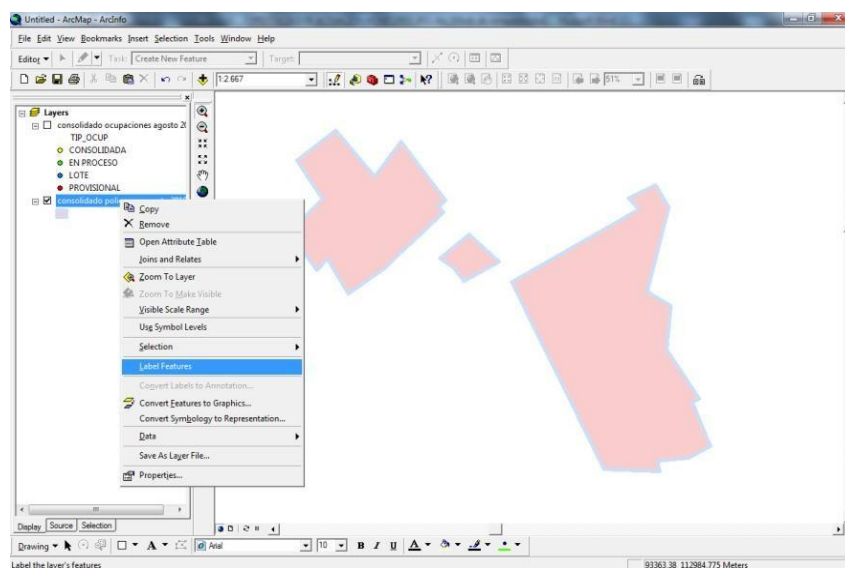 Untitled - ArcMap - ArcInfo
File Edit View Bookmarks Insert Selection Tools Window Help
Editor Task: Create New Feature Target:
1:2.667 51%
Layers
consolidado ocupaciones agosto 2
TIP_OCUP
CONSOLIDADA
EN PROCESO
LOTE
PROVISIONAL
consolidado
Copy
Remove
Open Attribute Table
Joins and Relates
Zoom To Layer
Zoom To Make Visible
Visible Scale Range
Use Symbol Levels
Selection
Label Features
Convert Labels to Annotation...
Convert Features to Graphics...
Convert Symbology to Representation...
Data
Save As Layer File...
Properties...
Display Source Selection
Drawing A Arial 10 B I U A
Label the layer's features 93363.38 112984.775 Meters